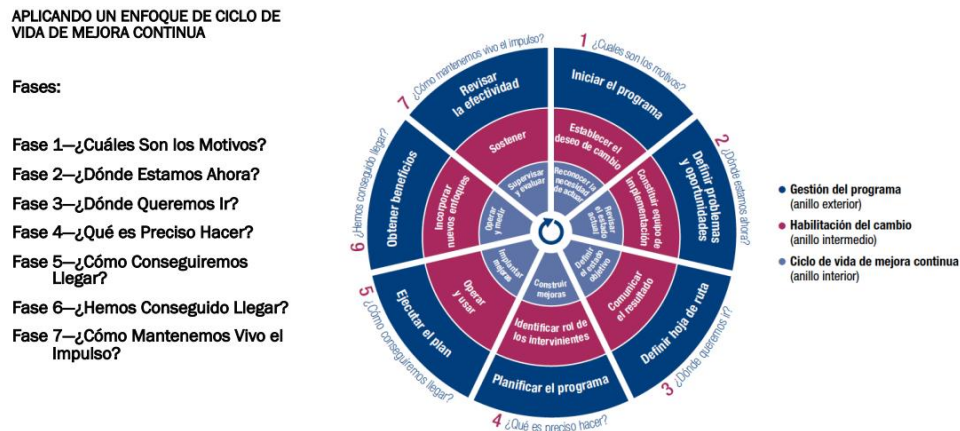 APLICANDO UN ENFOQUE DE CICLO DE
VIDA DE MEJORA CONTINUA
Fases:
Fase 1—¿Cuáles Son los Motivos?
Fase 2—¿Dónde Estamos Ahora?
Fase 3—¿Dónde Queremos Ir?
Fase 4—¿Qué es Preciso Hacer?
Fase 5—¿Cómo Conseguiremos
Llegar?
Fase 6—¿Hemos Conseguido Llegar?
Fase 7—¿Cómo Mantenemos Vivo el
Impulso?
1 ¿Cuales son los motivos?
Iniciar el programa
Establecer el
deseo de cambio
Reconocer la
necesidad
de actuar
2 ¿Dónde estamos ahora?
Definir problemas
y oportunidades
Constituir equipo de
implementación
Revisar
el estado
actual
3 ¿Dónde queremos ir?
Definir hoja de ruta
Comunicar
el resultado
Definir
el estado
objetivo
4 ¿Qué es preciso hacer?
Planificar el programa
Identificar rol de
los intervinientes
Construir
mejoras
5 ¿Cómo conseguiremos llegar?
Ejecutar el plan
Operar
y usar
Implantar
mejoras
6 ¿Hemos conseguido llegar?
Obtener beneficios
Incorporar
nuevos enfoques
Operar
y medir
7 ¿Cómo mantenemos vivo el impulso?
Revisar
la efectividad
Sostener
Supervisar
y evaluar
Gestión del programa
(anillo exterior)
Habilitación del cambio
(anillo intermedio)
Ciclo de vida de mejora continua
(anillo interior)